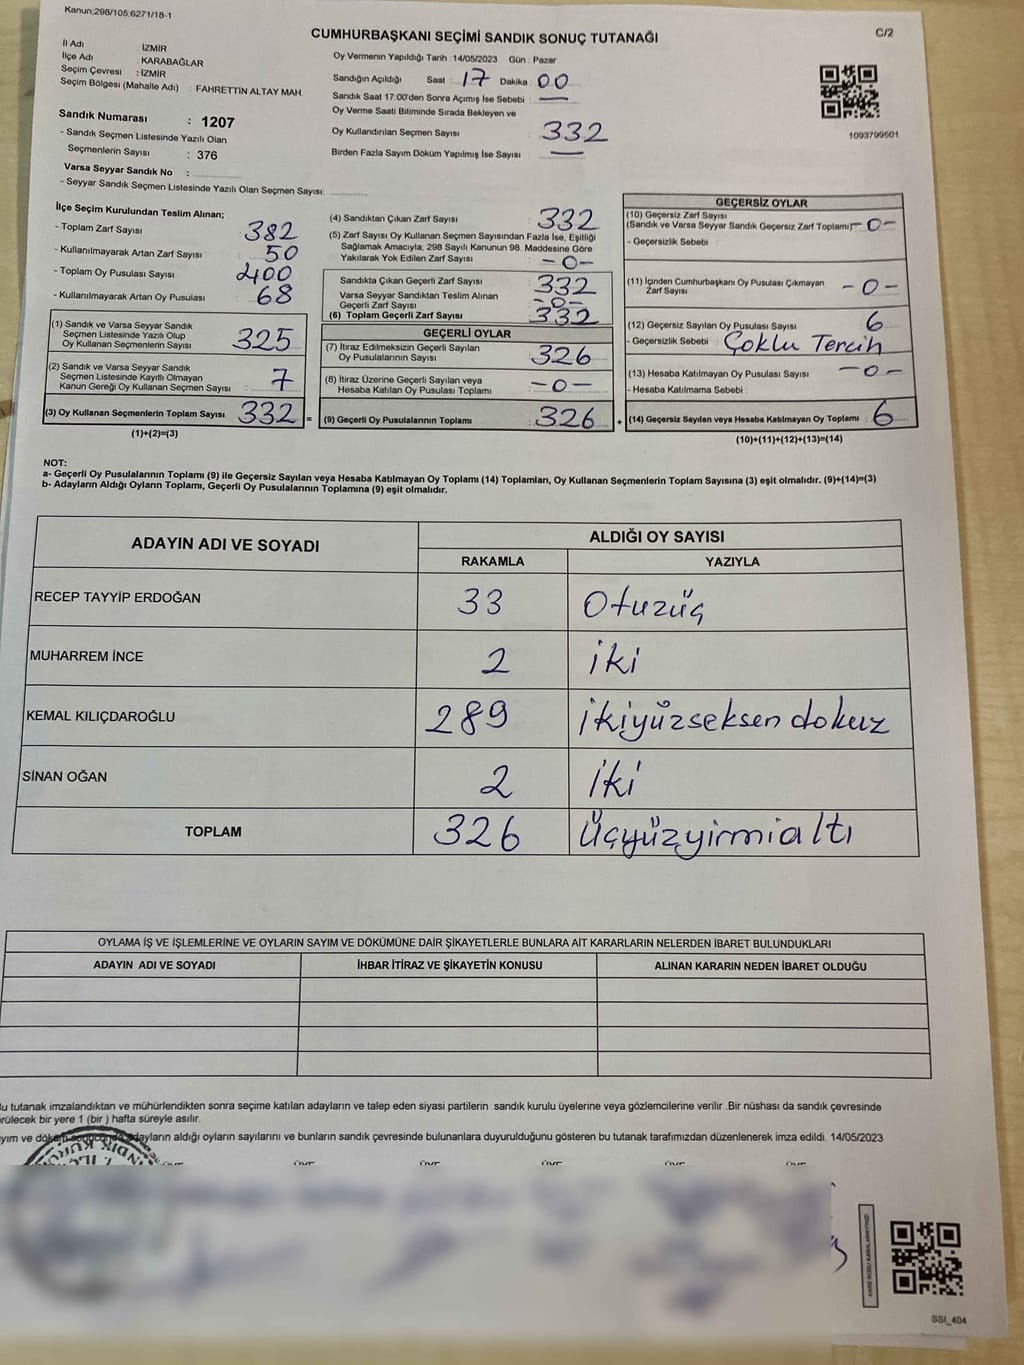 Kanun:298/105.6271/18-1
CUMHURBAŞKANI SEÇİMİ SANDIK SONUÇ TUTANAĞI
C/2
İl Adı : İZMİR
İlçe Adı : KARABAĞLAR
Seçim Çevresi : İZMİR
Seçim Bölgesi (Mahalle Adı) : FAHRETTİN ALTAY MAH.
Sandık Numarası : 1207
- Sandık Seçmen Listesinde Yazılı Olan
Seçmenlerin Sayısı : 376
Varsa Seyyar Sandık No :
- Seyyar Sandık Seçmen Listesinde Yazılı Olan Seçmen Sayısı:
Oy Vermenin Yapıldığı Tarih :14/05/2023 Gün : Pazar
Sandığın Açıldığı Saat : 17 Dakika : 00
Sandık Saat 17:00'den Sonra Açımış İse Sebebi : —
Oy Verme Saati Bitiminde Sırada Bekleyen ve
Oy Kullandırılan Seçmen Sayısı : 332
Birden Fazla Sayım Döküm Yapılmış İse Sayısı : —
1093799501
İlçe Seçim Kurulundan Teslim Alınan;
- Toplam Zarf Sayısı : 382
- Kullanılmayarak Artan Zarf Sayısı : 50
- Toplam Oy Pusulası Sayısı : 400
- Kullanılmayarak Artan Oy Pusulası : 68
(1) Sandık ve Varsa Seyyar Sandık
Seçmen Listesinde Yazılı Olup
Oy Kullanan Seçmenlerin Sayısı : 325
(2) Sandık ve Varsa Seyyar Sandık
Seçmen Listesinde Kayıtlı Olmayan
Kanun Gereği Oy Kullanan Seçmen Sayısı : 7
(3) Oy Kullanan Seçmenlerin Toplam Sayısı : 332 =
(1)+(2)=(3)
(4) Sandıktan Çıkan Zarf Sayısı : 332
(5) Zarf Sayısı Oy Kullanan Seçmen Sayısından Fazla İse, Eşitliği
Sağlamak Amacıyla, 298 Sayılı Kanunun 98. Maddesine Göre
Yakılarak Yok Edilen Zarf Sayısı : -0-
Sandıkta Çıkan Geçerli Zarf Sayısı : 332
Varsa Seyyar Sandıktan Teslim Alınan
Geçerli Zarf Sayısı : -0-
(6) Toplam Geçerli Zarf Sayısı : 332
GEÇERLİ OYLAR
(7) İtiraz Edilmeksizin Geçerli Sayılan
Oy Pusulalarının Sayısı : 326
(8) İtiraz Üzerine Geçerli Sayılan veya
Hesaba Katılan Oy Pusulası Toplamı : -0-
(9) Geçerli Oy Pusulalarının Toplamı : 326 +
GEÇERSİZ OYLAR
(10) Geçersiz Zarf Sayısı
(Sandık ve Varsa Seyyar Sandık Geçersiz Zarf Toplamı) -0-
- Geçersizlik Sebebi :
(11) İçinden Cumhurbaşkanı Oy Pusulası Çıkmayan
Zarf Sayısı : -0-
(12) Geçersiz Sayılan Oy Pusulası Sayısı : 6
- Geçersizlik Sebebi : Çoklu Tercih
(13) Hesaba Katılmayan Oy Pusulası Sayısı : -0-
- Hesaba Katılmama Sebebi :
(14) Geçersiz Sayılan veya Hesaba Katılmayan Oy Toplamı : 6
(10)+(11)+(12)+(13)=(14)
NOT:
a- Geçerli Oy Pusulalarının Toplamı (9) ile Geçersiz Sayılan veya Hesaba Katılmayan Oy Toplamı (14) Toplamları, Oy Kullanan Seçmenlerin Toplam Sayısına (3) eşit olmalıdır. (9)+(14)=(3)
b- Adayların Aldığı Oyların Toplamı, Geçerli Oy Pusulalarının Toplamına (9) eşit olmalıdır.
ADAYIN ADI VE SOYADI ALDIĞI OY SAYISI
RAKAMLA YAZIYLA
RECEP TAYYİP ERDOĞAN 33 Otuzüç
MUHARREM İNCE 2 iki
KEMAL KILIÇDAROĞLU 289 ikiyüzseksen dokuz
SİNAN OĞAN 2 iki
TOPLAM 326 Üçyüzyirmialtı
OYLAMA İŞ VE İŞLEMLERİNE VE OYLARIN SAYIM VE DÖKÜMÜNE DAİR ŞİKAYETLERLE BUNLARA AİT KARARLARIN NELERDEN İBARET BULUNDUKLARI
ADAYIN ADI VE SOYADI İHBAR İTİRAZ VE ŞİKAYETİN KONUSU ALINAN KARARIN NEDEN İBARET OLDUĞU
Bu tutanak imzalandıktan ve mühürlendikten sonra seçime katılan adayların ve talep eden siyasi partilerin sandık kurulu üyelerine veya gözlemcilerine verilir .Bir nüshası da sandık çevresinde
rülecek bir yere 1 (bir ) hafta süreyle asılır.
yım ve döküm sonucunda adayların aldığı oyların sayılarını ve bunların sandık çevresinde bulunanlara duyurulduğunu gösteren bu tutanak tarafımızdan düzenlenerek imza edildi. 14/05/2023
SSİ_404